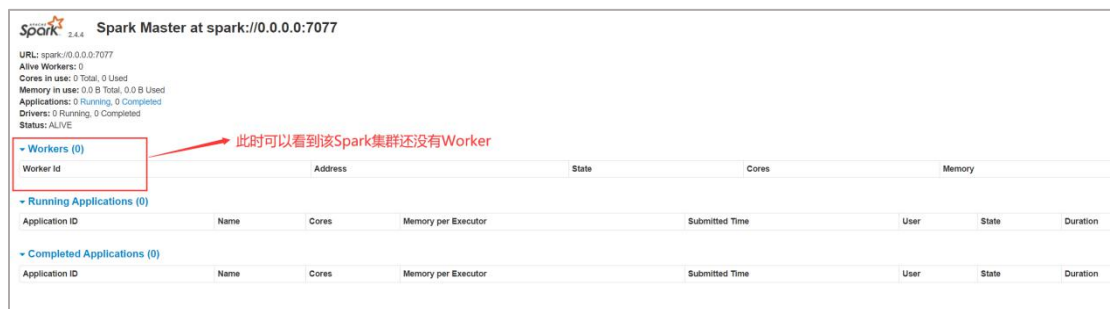 APACHE Spark 2.4.4 Spark Master at spark://0.0.0.0:7077
URL: spark://0.0.0.0:7077
Alive Workers: 0
Cores in use: 0 Total, 0 Used
Memory in use: 0.0 B Total, 0.0 B Used
Applications: 0 Running, 0 Completed
Drivers: 0 Running, 0 Completed
Status: ALIVE
此时可以看到该Spark集群还没有Worker
Workers (0)
Worker Id Address State Cores Memory
Running Applications (0)
Application ID Name Cores Memory per Executor Submitted Time User State Duration
Completed Applications (0)
Application ID Name Cores Memory per Executor Submitted Time User State Duration